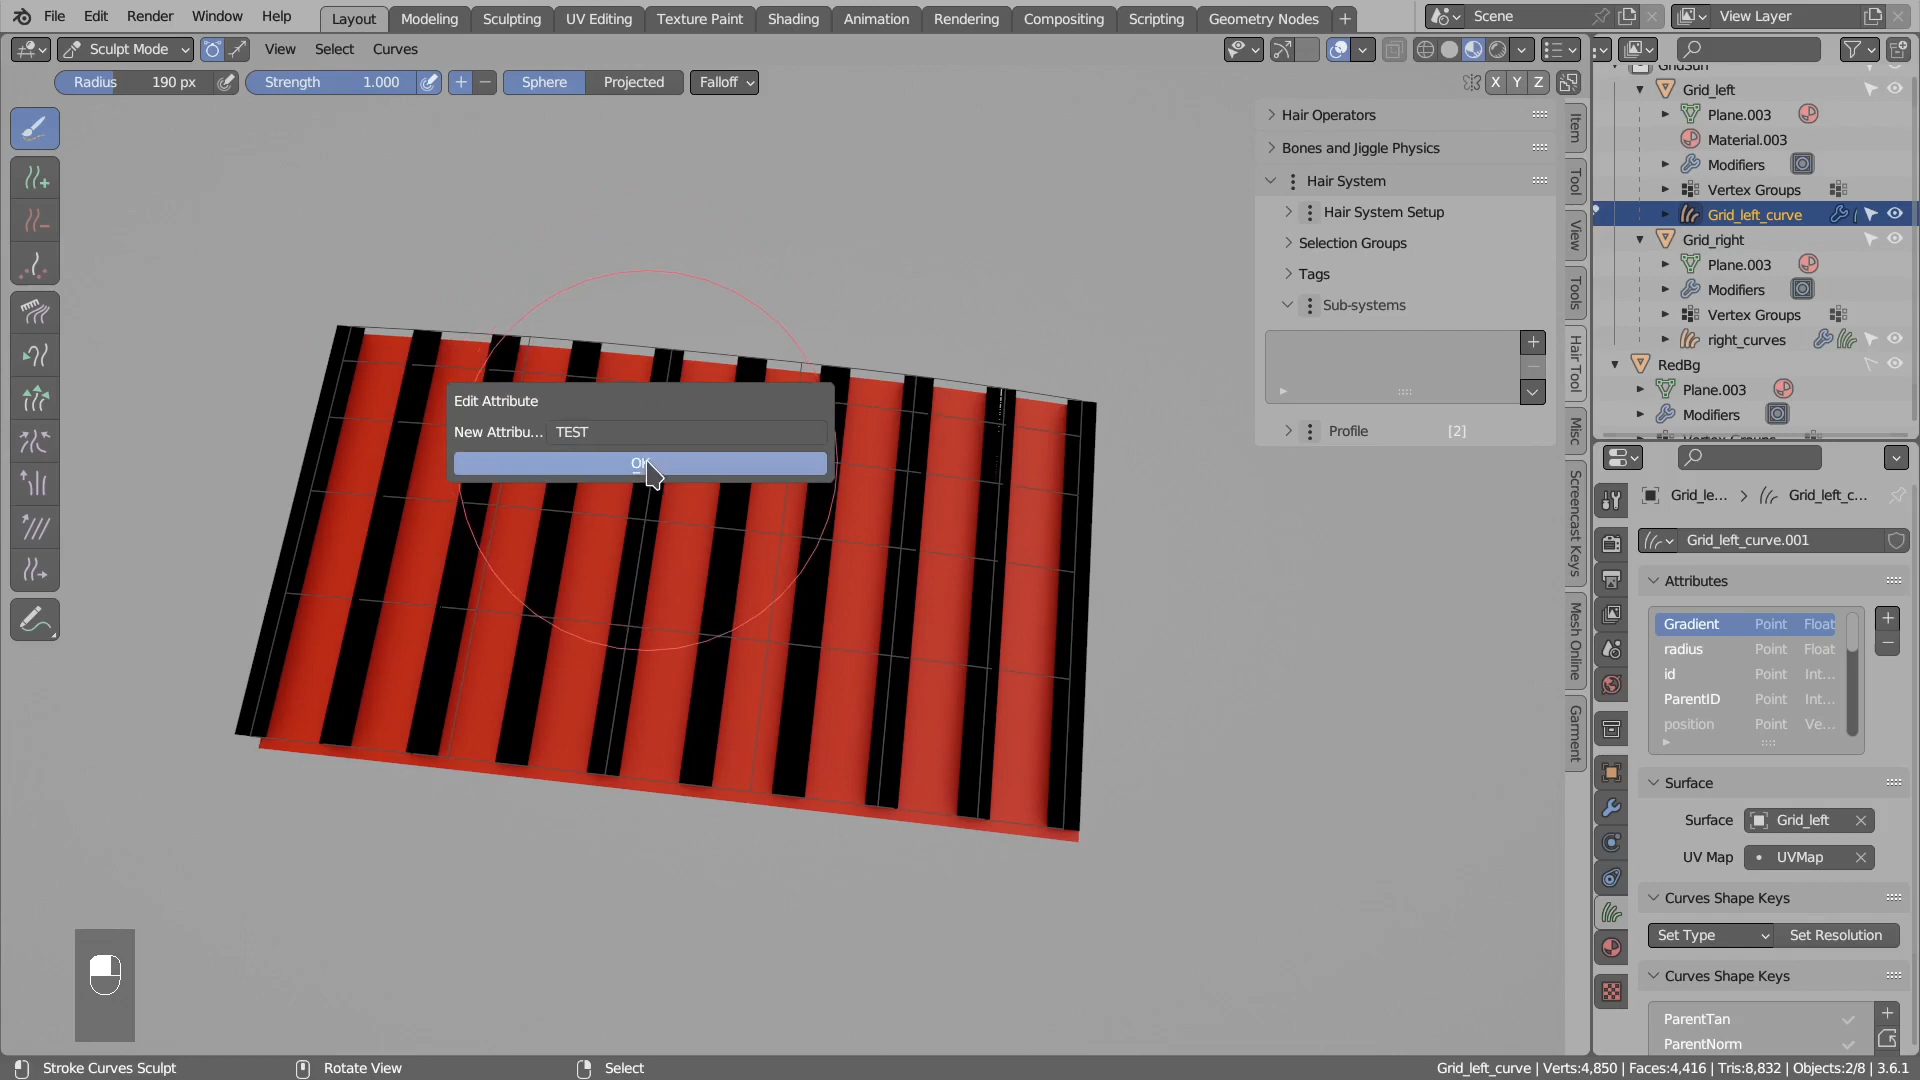 File Edit Render Window Help
Layout Modeling Sculpting UV Editing Texture Paint Shading Animation Rendering Compositing Scripting Geometry Nodes +
Scene
View Layer
Sculpt Mode
View Select Curves
Radius 190 px
Strength 1.000
Sphere Projected
Falloff
X Y Z
Hair Operators
Bones and Jiggle Physics
Hair System
Hair System Setup
Selection Groups
Tags
Sub-systems
Profile [2]
Item
Tool
View
Tools
Hair Tool
Misc
Screencast Keys
Mesh Online
Garment
Edit Attribute
New Attribu... TEST
OK
Grid_left
Plane.003
Material.003
Modifiers
Vertex Groups
Grid_left_curve
Grid_right
Plane.003
Modifiers
Vertex Groups
right_curves
RedBg
Plane.003
Modifiers
Grid_le... > Grid_left_c...
Grid_left_curve.001
Attributes
Gradient Point Float
radius Point Float
id Point Int...
ParentID Point Int...
position Point Ve...
Surface
Surface Grid_left
UV Map UVMap
Curves Shape Keys
Set Type Set Resolution
Curves Shape Keys
ParentTan
ParentNorm
Stroke Curves Sculpt Rotate View Select
Grid_left_curve | Verts:4,850 | Faces:4,416 | Tris:8,832 | Objects:2/8 | 3.6.1